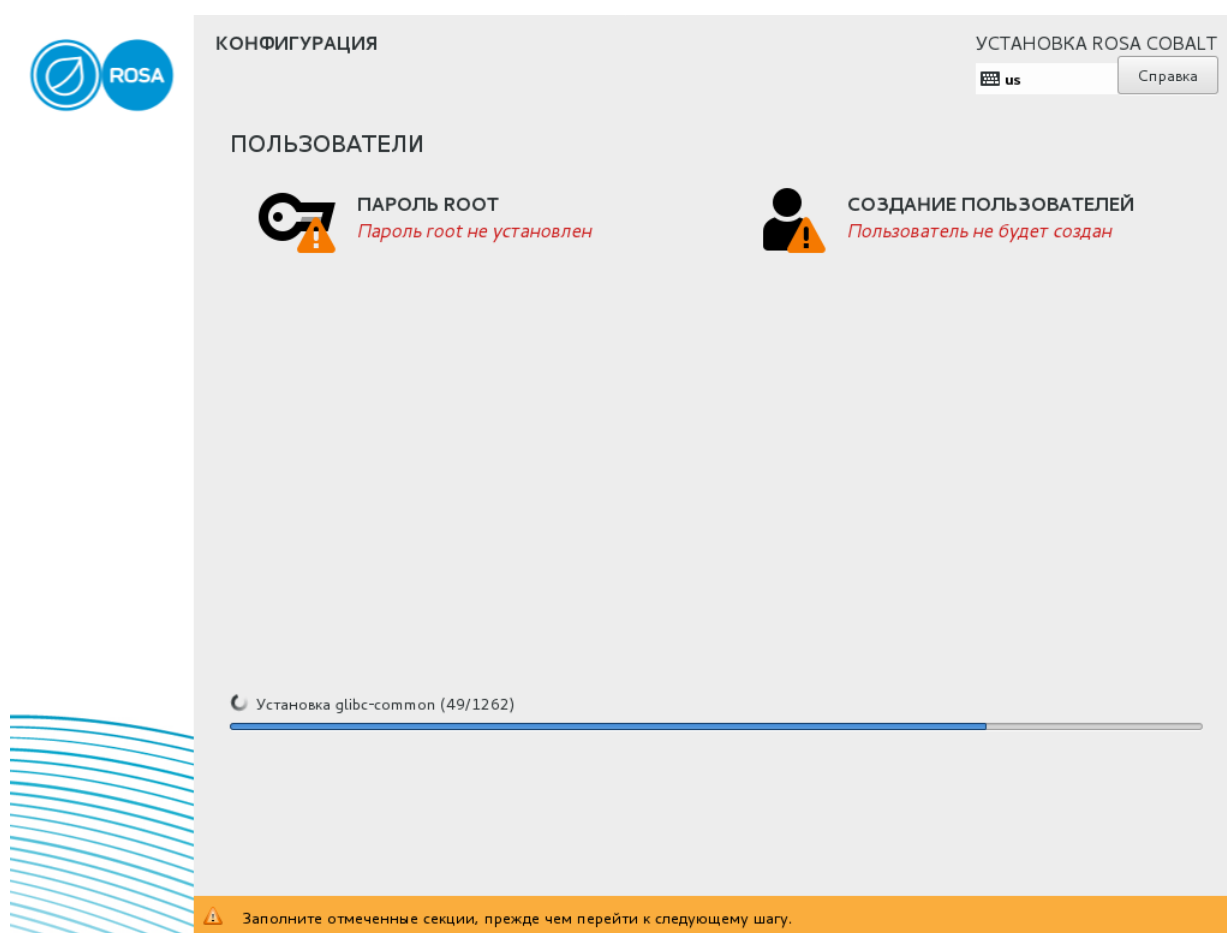 ROSA
КОНФИГУРАЦИЯ
УСТАНОВКА ROSA COBALT
us
Справка
ПОЛЬЗОВАТЕЛИ
ПАРОЛЬ ROOT
Пароль root не установлен
СОЗДАНИЕ ПОЛЬЗОВАТЕЛЕЙ
Пользователь не будет создан
Установка glibc-common (49/1262)
Заполните отмеченные секции, прежде чем перейти к следующему шагу.